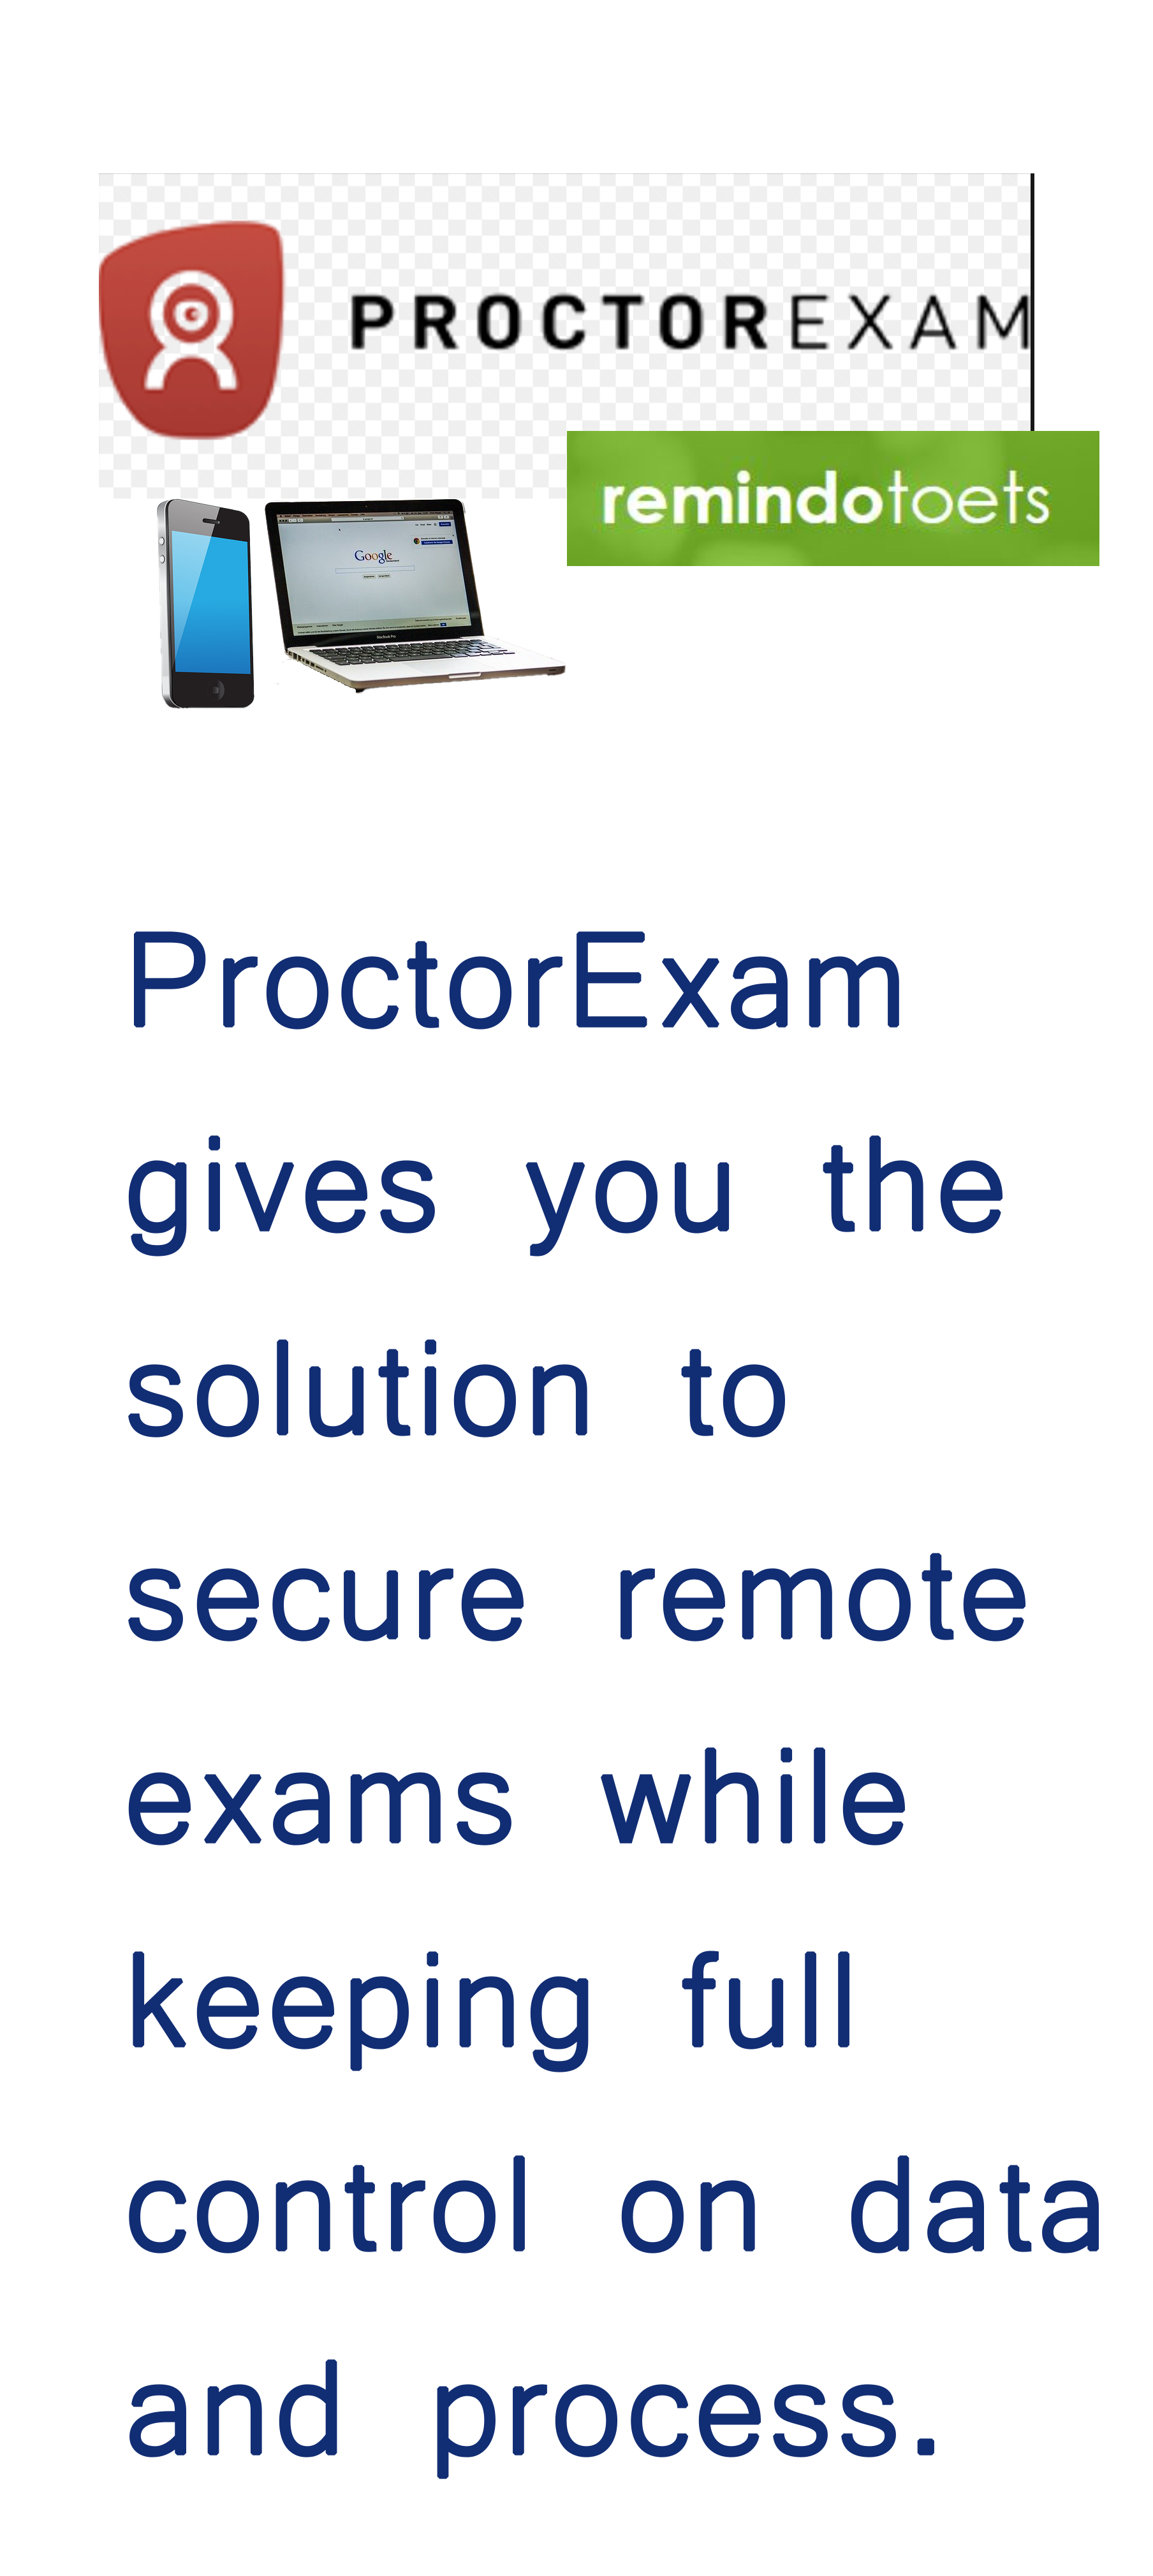 PROCTOREXAM
remindotoets
Google
ProctorExam
gives you the
solution to
secure remote
exams while
keeping full
control on data
and process.